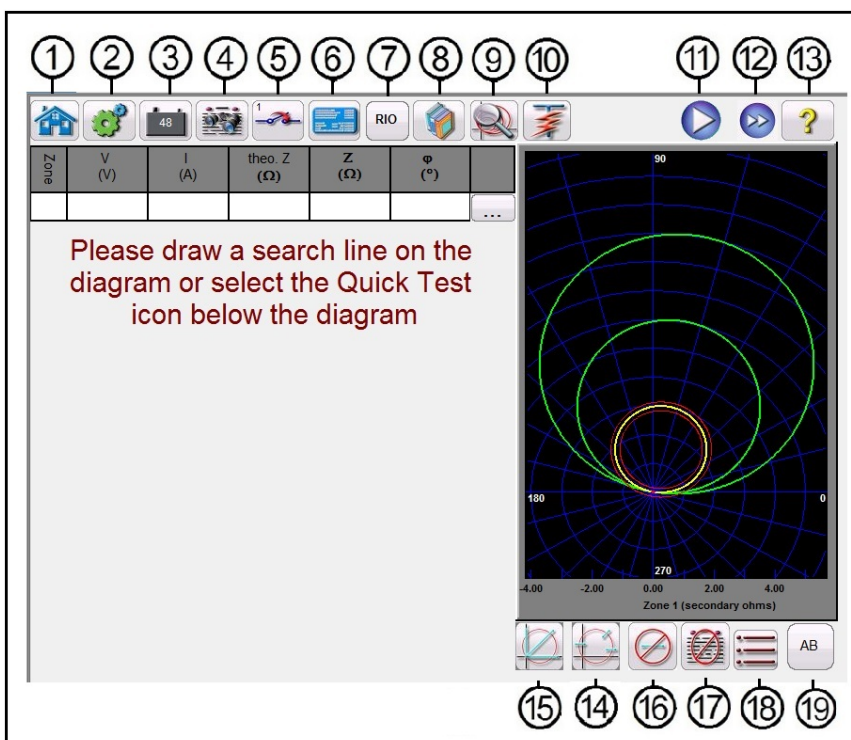 1 2 3 4 5 6 7 8 9 10 11 12 13
48 1 RIO ?
Zone V (V) I (A) theo. Z (Ω) Z (Ω) φ (°)
...
Please draw a search line on the
diagram or select the Quick Test
icon below the diagram
90
180 0
270
-4.00 -2.00 0.00 2.00 4.00
Zone 1 (secondary ohms)
AB
15 14 16 17 18 19